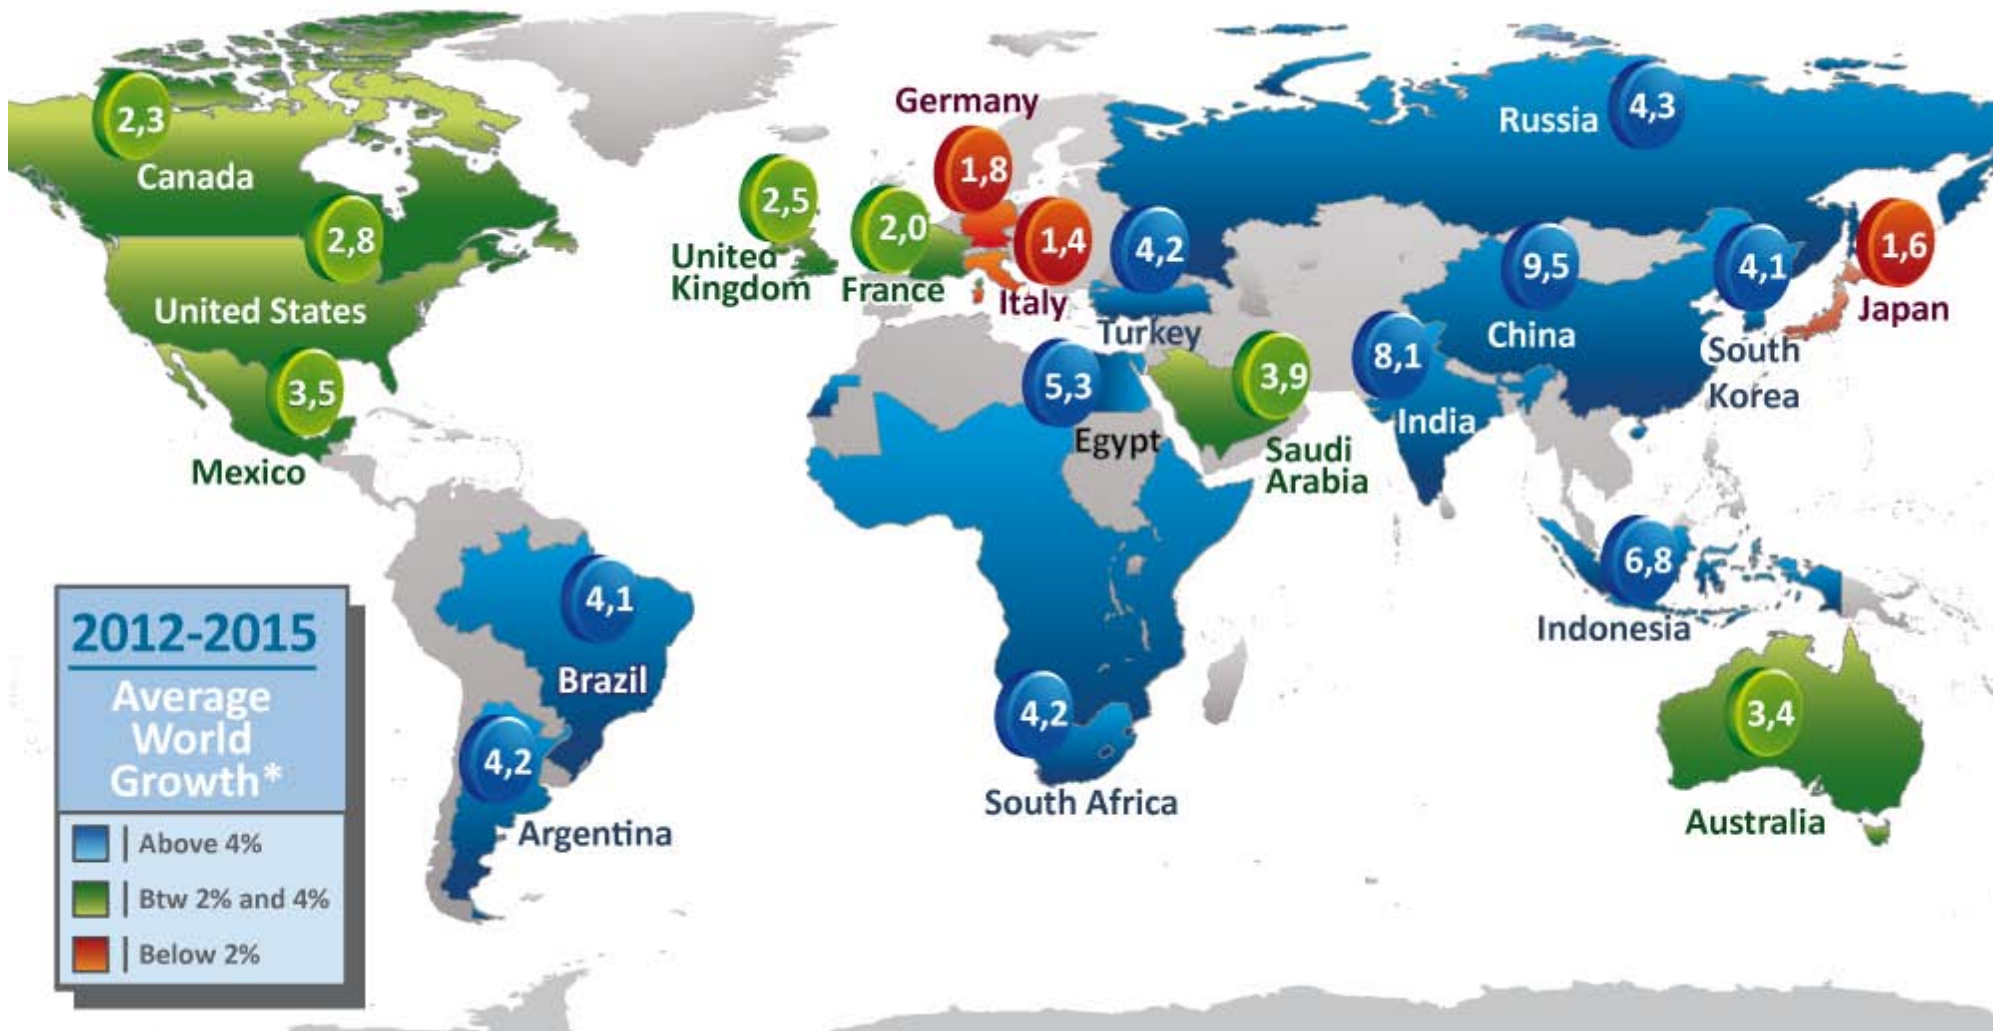 2,3
Canada
2,8
United States
3,5
Mexico
4,1
Brazil
4,2
Argentina
2,5
United
Kingdom
2,0
France
Germany
1,8
1,4
Italy
4,2
Turkey
5,3
Egypt
3,9
Saudi
Arabia
4,2
South Africa
Russia
4,3
9,5
China
8,1
India
4,1
South
Korea
1,6
Japan
6,8
Indonesia
3,4
Australia
2012-2015
Average
World
Growth*
Above 4%
Btw 2% and 4%
Below 2%